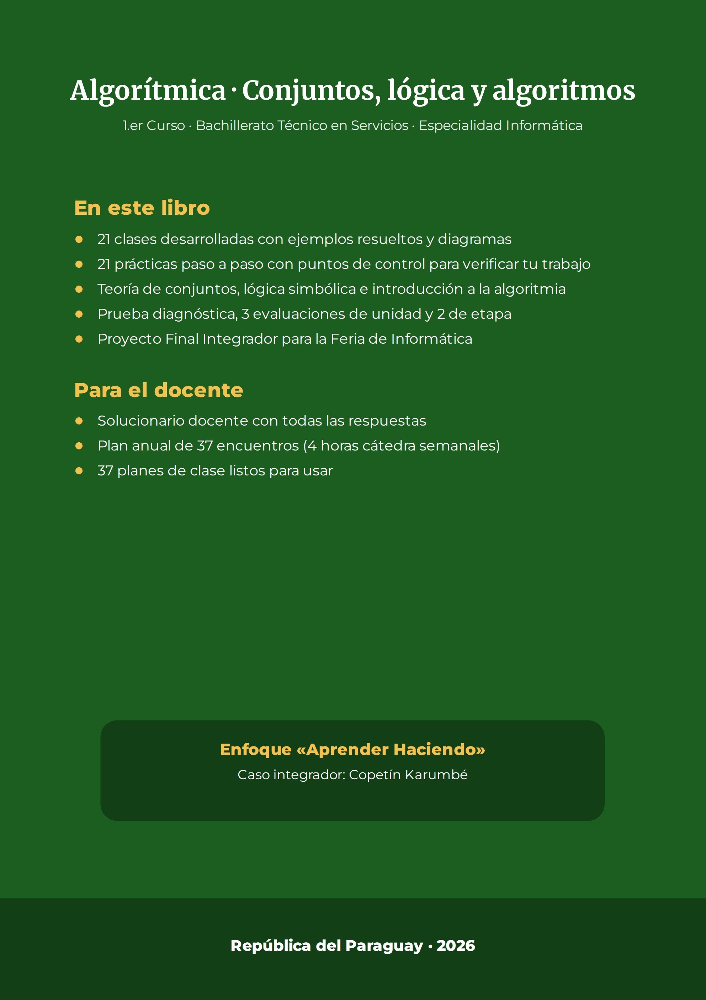 Algorítmica · Conjuntos, lógica y algoritmos
1.er Curso · Bachillerato Técnico en Servicios · Especialidad Informática
En este libro
● 21 clases desarrolladas con ejemplos resueltos y diagramas
● 21 prácticas paso a paso con puntos de control para verificar tu trabajo
● Teoría de conjuntos, lógica simbólica e introducción a la algoritmia
● Prueba diagnóstica, 3 evaluaciones de unidad y 2 de etapa
● Proyecto Final Integrador para la Feria de Informática
Para el docente
● Solucionario docente con todas las respuestas
● Plan anual de 37 encuentros (4 horas cátedra semanales)
● 37 planes de clase listos para usar
Enfoque «Aprender Haciendo»
Caso integrador: Copetín Karumbé
República del Paraguay · 2026